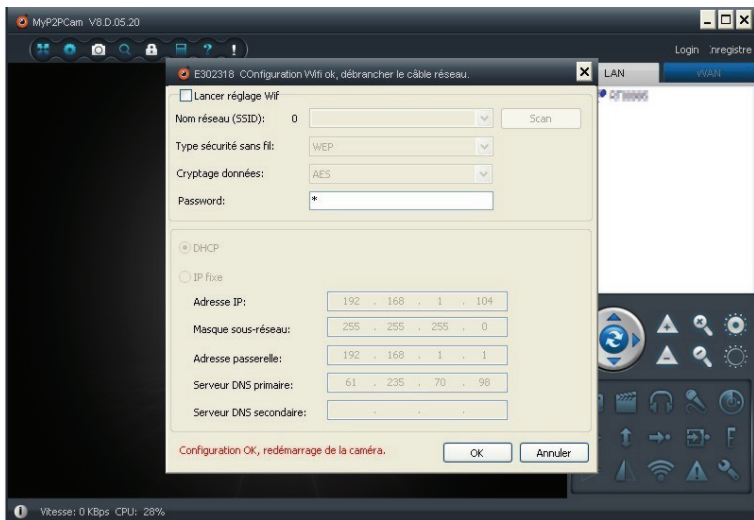 MyP2PCam V8.D.05.20
Login :nregistre
E302318 COnfiguration Wifi ok, débrancher le câble réseau.
LAN
WAN
Lancer réglage Wif
Nom réseau (SSID): 0
Scan
Type sécurité sans fil: WEP
Cryptage données: AES
Password: *
DHCP
IP fixe
Adresse IP: 192 . 168 . 1 . 104
Masque sous-réseau: 255 . 255 . 255 . 0
Adresse passerelle: 192 . 168 . 1 . 1
Serveur DNS primaire: 61 . 235 . 70 . 98
Serveur DNS secondaire: . . .
Configuration OK, redémarrage de la caméra.
OK
Annuler
Vitesse: 0 KBps CPU: 28%